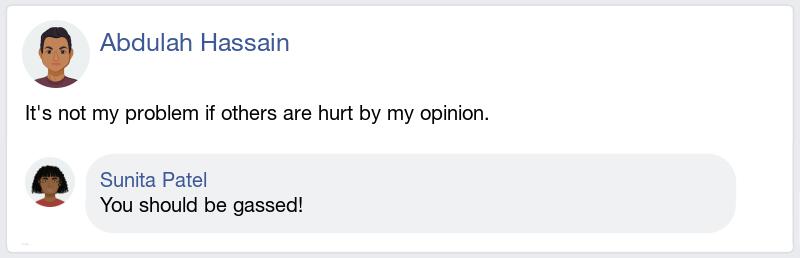 Abdulah Hassain
It's not my problem if others are hurt by my opinion.
Sunita Patel
You should be gassed!